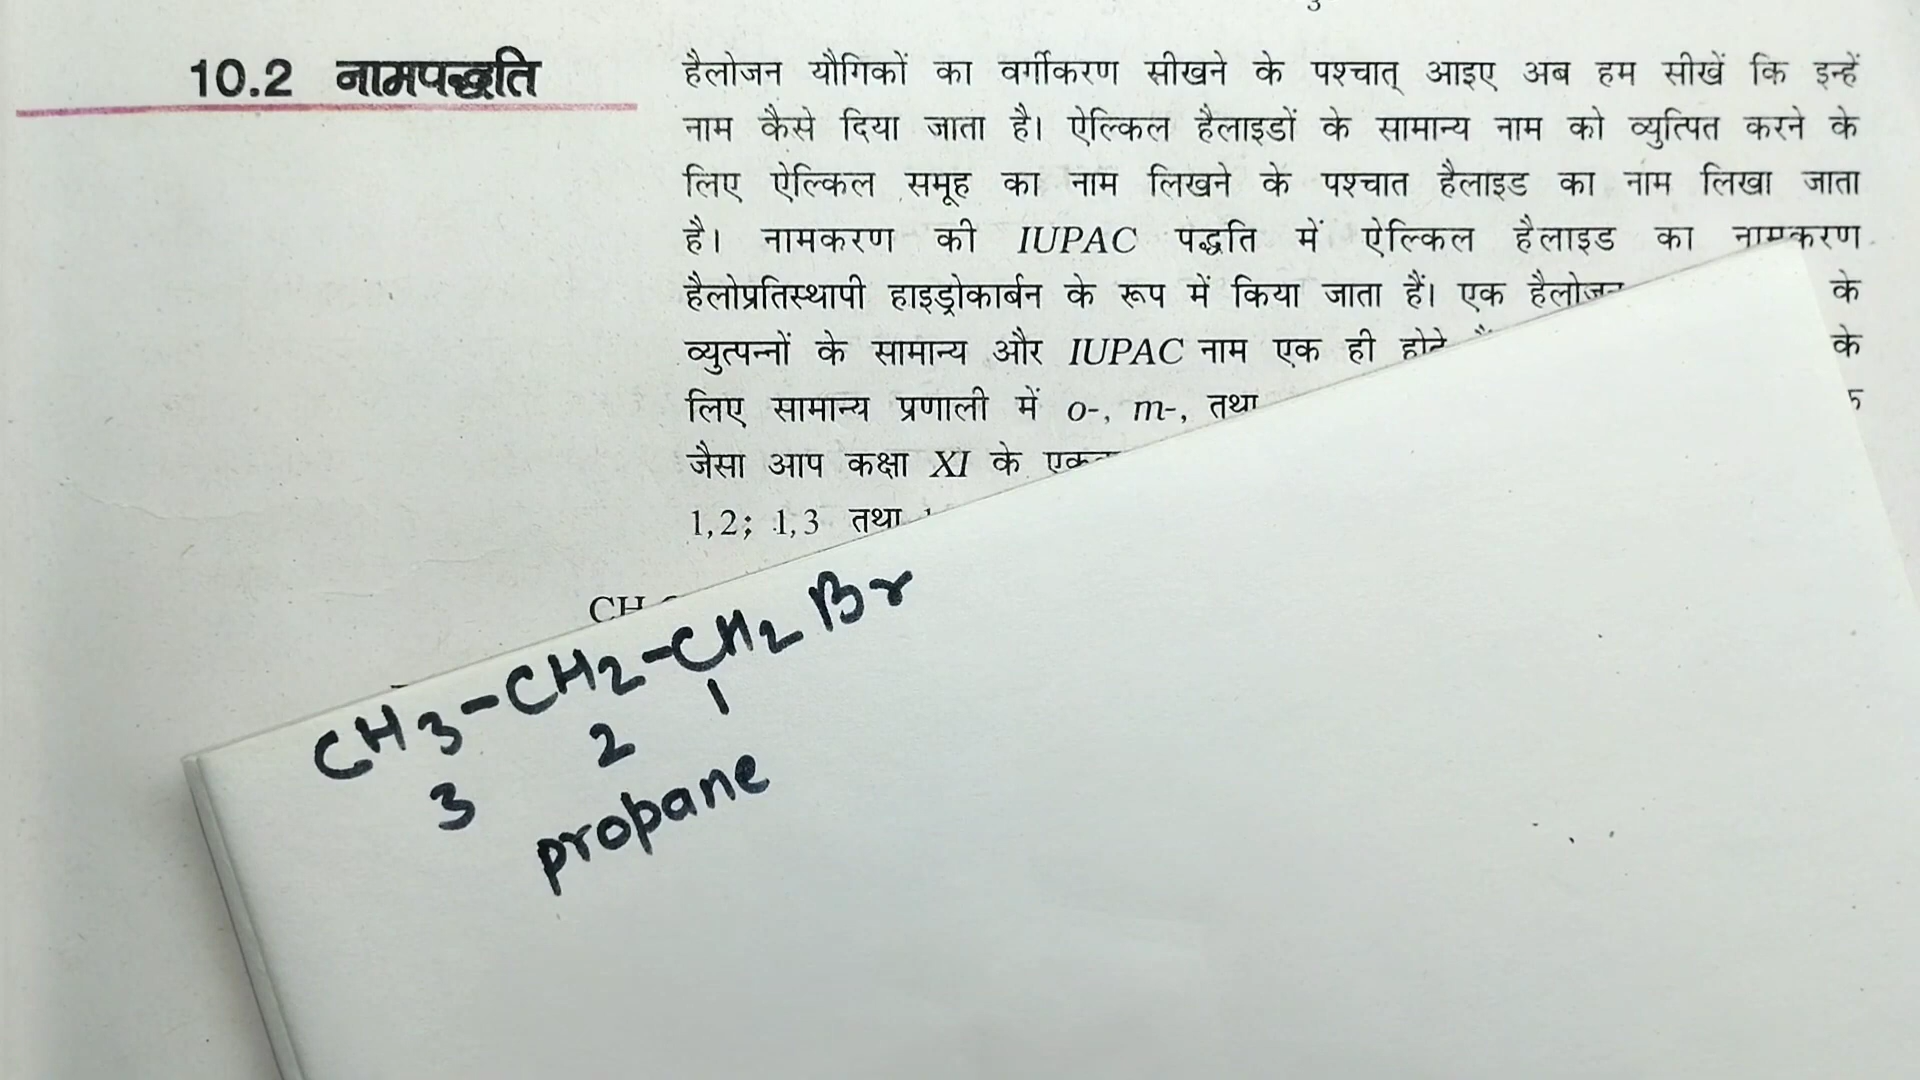 10.2 नामपद्धति
हैलोजन यौगिकों का वर्गीकरण सीखने के पश्चात् आइए अब हम सीखें कि इन्हें
नाम कैसे दिया जाता है। ऐल्किल हैलाइडों के सामान्य नाम को व्युत्पित करने के
लिए ऐल्किल समूह का नाम लिखने के पश्चात हैलाइड का नाम लिखा जाता
है। नामकरण की IUPAC पद्धति में ऐल्किल हैलाइड का नामकरण
हैलोप्रतिस्थापी हाइड्रोकार्बन के रूप में किया जाता हैं। एक हैलोजन के
व्युत्पन्नों के सामान्य और IUPAC नाम एक ही होते के
लिए सामान्य प्रणाली में o-, m-, तथा
जैसा आप कक्षा XI के
1,2; 1,3 तथा
CH
CH3-CH2-CH2Br
3 2 1
propane